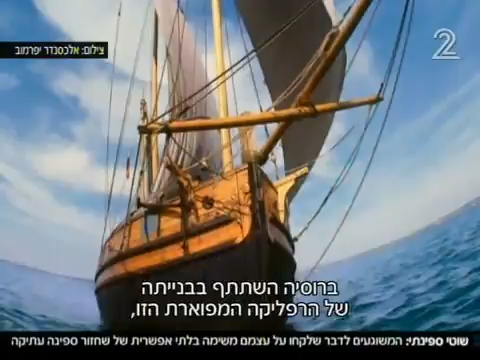 צילום: אלכסנדר יפרמוב
2
ברוסיה השתתף בבנייתה
של הרפליקה המפוארת הזו,
שוטי ספינתי: המשוגעים לדבר שלקחו על עצמם משימה בלתי אפשרית של שחזור ספינה עתיקה